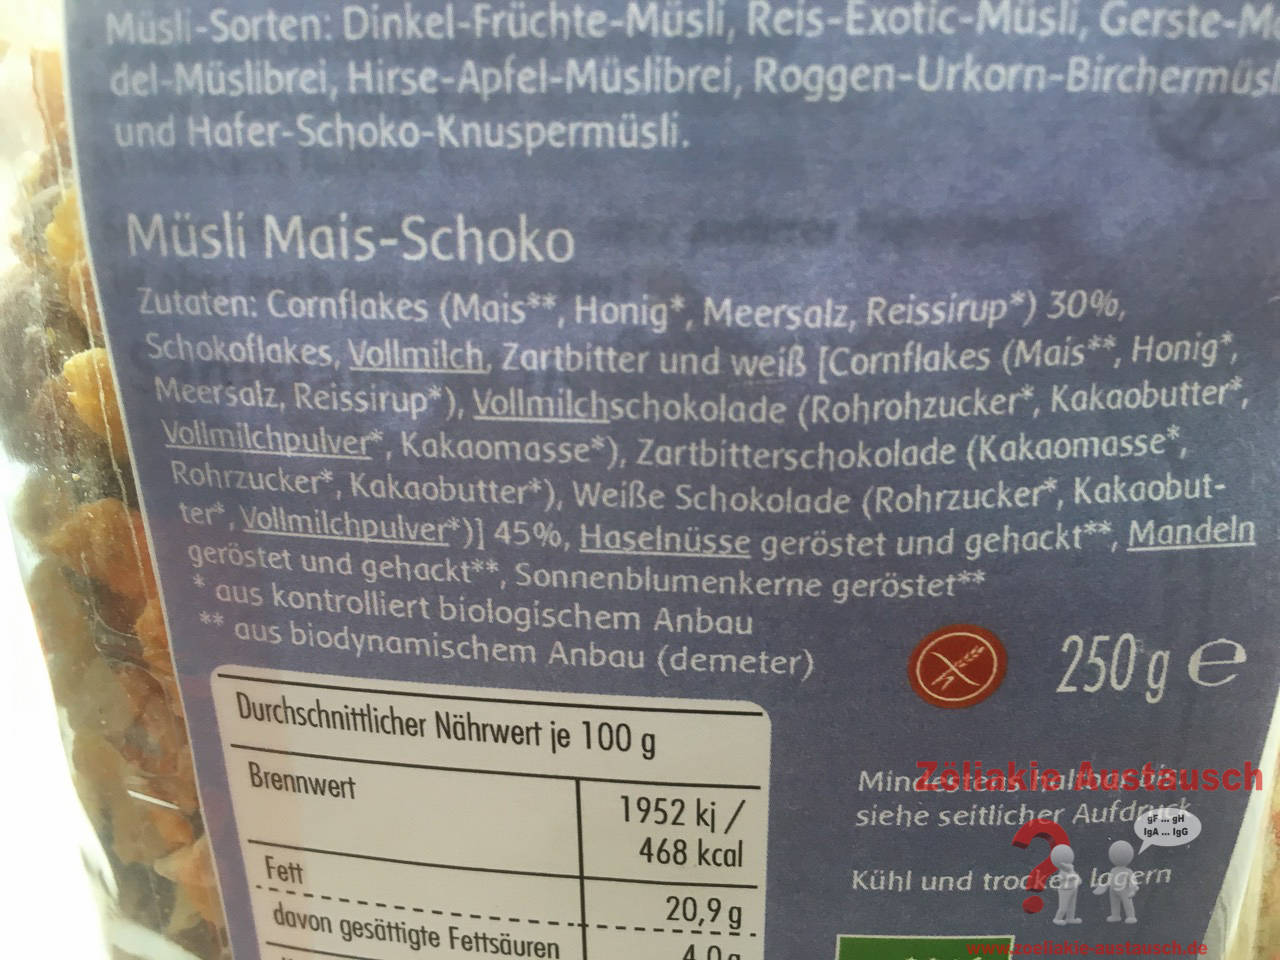 Müsli-Sorten: Dinkel-Früchte-Müsli, Reis-Exotic-Müsli, Gerste-M
del-Müslibrei, Hirse-Apfel-Müslibrei, Roggen-Urkorn-Birchermüsl
und Hafer-Schoko-Knuspermüsli.
Müsli Mais-Schoko
Zutaten: Cornflakes (Mais**, Honig*, Meersalz, Reissirup*) 30%,
Schokoflakes, Vollmilch, Zartbitter und weiß [Cornflakes (Mais**, Honig*,
Meersalz, Reissirup*), Vollmilchschokolade (Rohrohzucker*, Kakaobutter*,
Vollmilchpulver*, Kakaomasse*), Zartbitterschokolade (Kakaomasse*,
Rohrzucker*, Kakaobutter*), Weiße Schokolade (Rohrzucker*, Kakaobut-
ter*, Vollmilchpulver*)] 45%, Haselnüsse geröstet und gehackt**, Mandeln
geröstet und gehackt**, Sonnenblumenkerne geröstet**
* aus kontrolliert biologischem Anbau
** aus biodynamischem Anbau (demeter)
250 g e
Durchschnittlicher Nährwert je 100 g
Brennwert
1952 kj /
468 kcal
Fett
20,9 g
davon gesättigte Fettsäuren
4,0 g
Mindestens haltbar bis:
siehe seitlicher Aufdruck
Kühl und trocken lagern
Zöliakie Austausch
gF ... gH
IgA ... IgG
www.zoeliakie-austausch.de